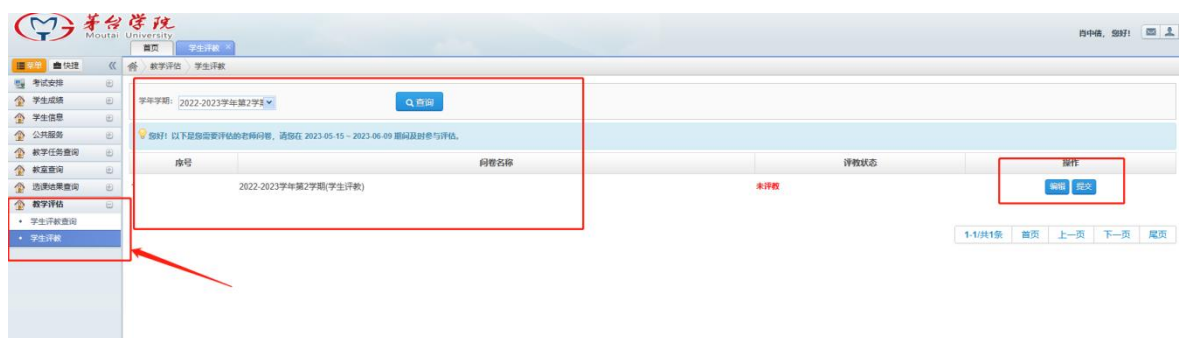 茅台学院
Moutai University
首页 学生评教 ×
肖中倩, 您好!
菜单 快捷
教学评估 学生评教
考试安排
学生成绩
学生信息
公共服务
教学任务查询
教室查询
选课结果查询
教学评估
学生评教查询
学生评教
学年学期: 2022-2023学年第2学期
查询
您好! 以下是您需要评估的老师问卷, 请您在 2023-05-15 ~ 2023-06-09 期间及时参与评估。
序号 问卷名称 评教状态 操作
2022-2023学年第2学期(学生评教) 未评教 编辑 提交
1-1/共1条 首页 上一页 下一页 尾页